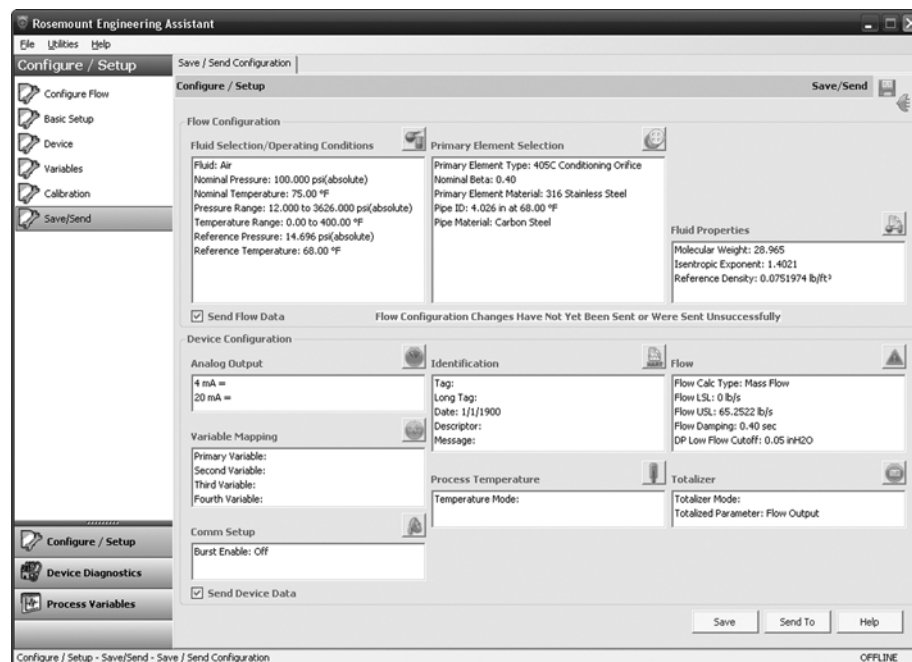 Rosemount Engineering Assistant
File Utilities Help
Configure / Setup
Configure Flow
Basic Setup
Device
Variables
Calibration
Save/Send
Configure / Setup
Device Diagnostics
Process Variables
Save / Send Configuration
Configure / Setup
Save/Send
Flow Configuration
Fluid Selection/Operating Conditions
Fluid: Air
Nominal Pressure: 100.000 psi(absolute)
Nominal Temperature: 75.00 °F
Pressure Range: 12.000 to 3626.000 psi(absolute)
Temperature Range: 0.00 to 400.00 °F
Reference Pressure: 14.696 psi(absolute)
Reference Temperature: 68.00 °F
Primary Element Selection
Primary Element Type: 405C Conditioning Orifice
Nominal Beta: 0.40
Primary Element Material: 316 Stainless Steel
Pipe ID: 4.026 in at 68.00 °F
Pipe Material: Carbon Steel
Fluid Properties
Molecular Weight: 28.965
Isentropic Exponent: 1.4021
Reference Density: 0.0751974 lb/ft³
Send Flow Data
Flow Configuration Changes Have Not Yet Been Sent or Were Sent Unsuccessfully
Device Configuration
Analog Output
4 mA =
20 mA =
Variable Mapping
Primary Variable:
Second Variable:
Third Variable:
Fourth Variable:
Comm Setup
Burst Enable: Off
Identification
Tag:
Long Tag:
Date: 1/1/1900
Descriptor:
Message:
Process Temperature
Temperature Mode:
Flow
Flow Calc Type: Mass Flow
Flow LSL: 0 lb/s
Flow USL: 65.2522 lb/s
Flow Damping: 0.40 sec
DP Low Flow Cutoff: 0.05 inH2O
Totalizer
Totalizer Mode:
Totalized Parameter: Flow Output
Send Device Data
Save
Send To
Help
Configure / Setup - Save/Send - Save / Send Configuration
OFFLINE